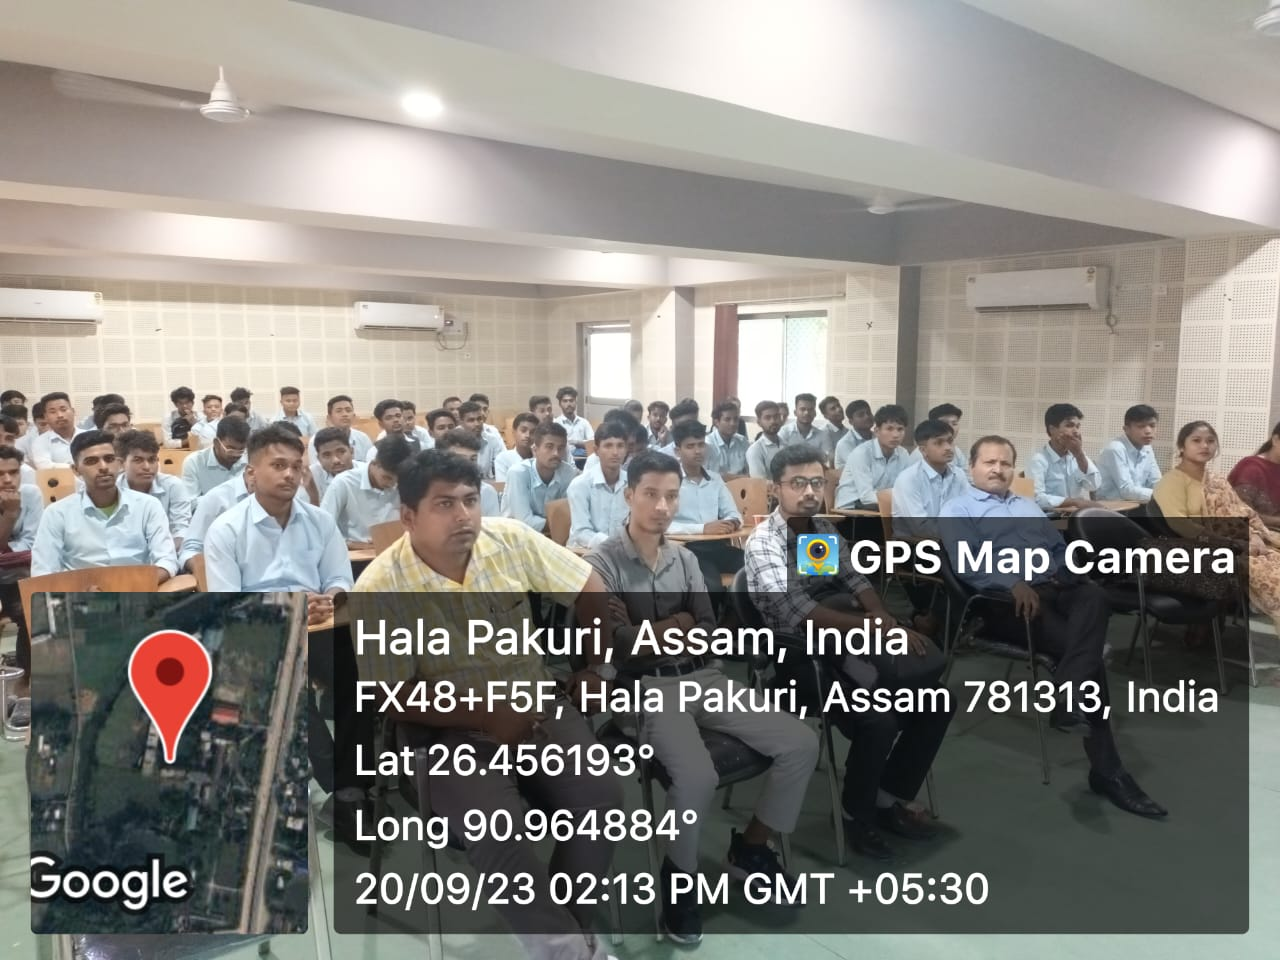 GPS Map Camera
Hala Pakuri, Assam, India
FX48+F5F, Hala Pakuri, Assam 781313, India
Lat 26.456193°
Long 90.964884°
20/09/23 02:13 PM GMT +05:30
Google